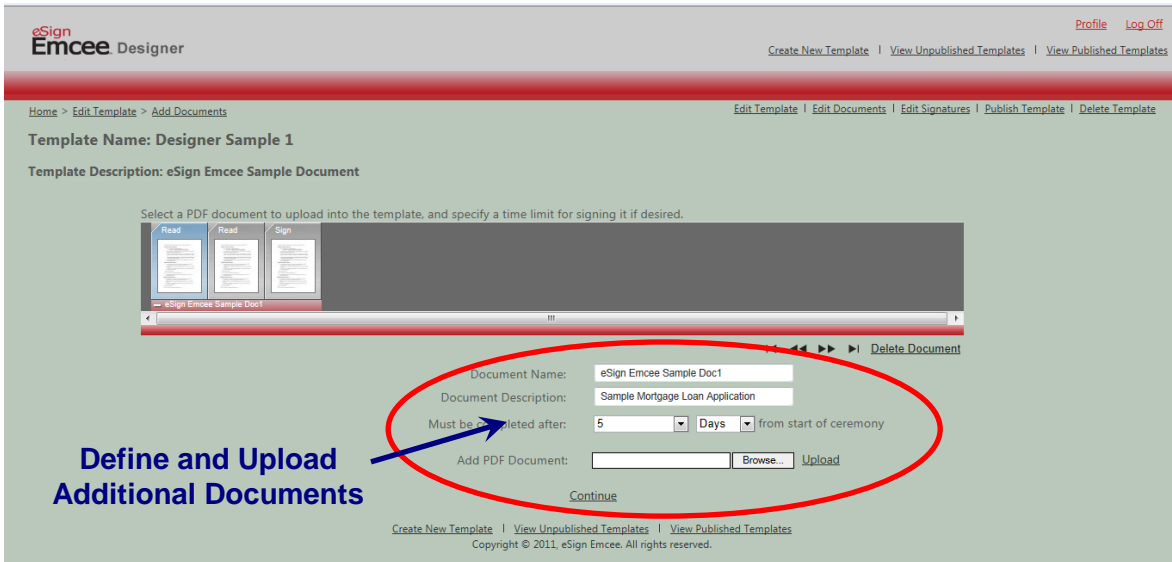 Profile Log Off
eSign
Emcee Designer
Create New Template | View Unpublished Templates | View Published Templates
Home > Edit Template > Add Documents
Edit Template | Edit Documents | Edit Signatures | Publish Template | Delete Template
Template Name: Designer Sample 1
Template Description: eSign Emcee Sample Document
Select a PDF document to upload into the template, and specify a time limit for signing it if desired.
Read Read Sign
eSign Emcee Sample Doc1
Delete Document
Document Name: eSign Emcee Sample Doc1
Document Description: Sample Mortgage Loan Application
Must be completed after: 5 Days from start of ceremony
Add PDF Document: Browse... Upload
Define and Upload
Additional Documents
Continue
Create New Template | View Unpublished Templates | View Published Templates
Copyright © 2011, eSign Emcee. All rights reserved.